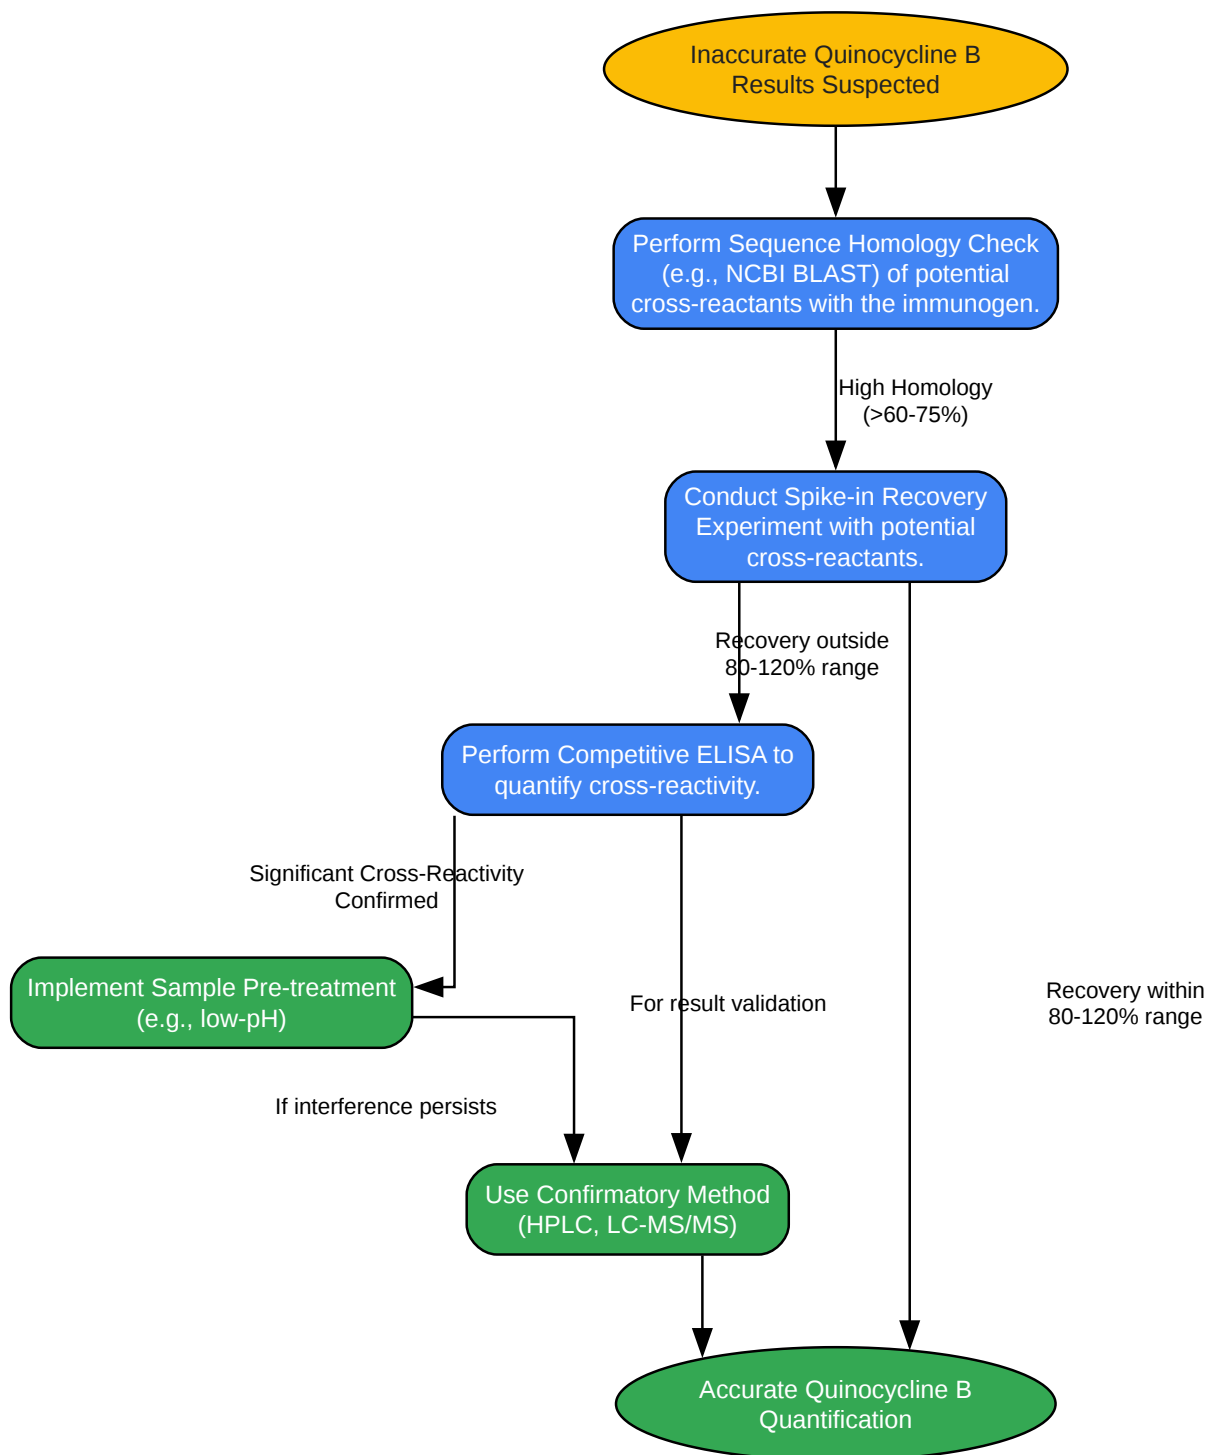 Inaccurate Quinocycline B
Results Suspected
Perform Sequence Homology Check
(e.g., NCBI BLAST) of potential
cross-reactants with the immunogen.
High Homology
(>60-75%)
Conduct Spike-in Recovery
Experiment with potential
cross-reactants.
Recovery outside
80-120% range
Perform Competitive ELISA to
quantify cross-reactivity.
Significant Cross-Reactivity
Confirmed
Implement Sample Pre-treatment
(e.g., low-pH)
For result validation
Recovery within
80-120% range
If interference persists
Use Confirmatory Method
(HPLC, LC-MS/MS)
Accurate Quinocycline B
Quantification